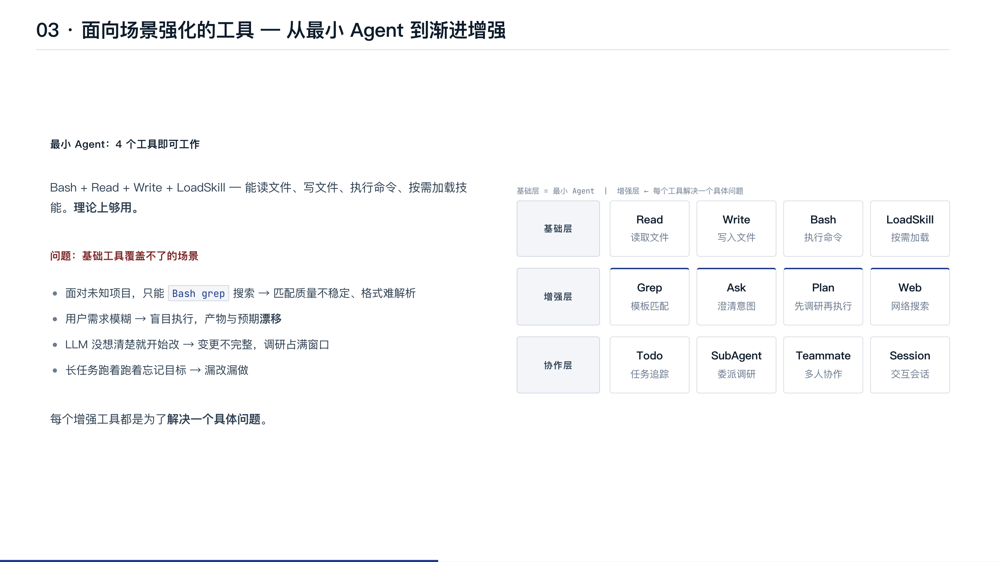 03 · 面向场景强化的工具 — 从最小 Agent 到渐进增强
最小 Agent：4 个工具即可工作
Bash + Read + Write + LoadSkill — 能读文件、写文件、执行命令、按需加载技
能。理论上够用。
问题：基础工具覆盖不了的场景
面对未知项目，只能 Bash grep 搜索 → 匹配质量不稳定、格式难解析
用户需求模糊 → 盲目执行，产物与预期漂移
LLM 没想清楚就开始改 → 变更不完整，调研占满窗口
长任务跑着跑着忘记目标 → 漏改漏做
每个增强工具都是为了解决一个具体问题。
基础层 = 最小 Agent | 增强层 ← 每个工具解决一个具体问题
基础层
Read
读取文件
Write
写入文件
Bash
执行命令
LoadSkill
按需加载
增强层
Grep
模板匹配
Ask
澄清意图
Plan
先调研再执行
Web
网络搜索
协作层
Todo
任务追踪
SubAgent
委派调研
Teammate
多人协作
Session
交互会话